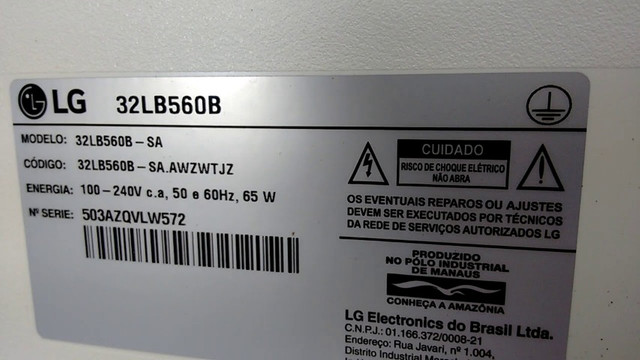 LG 32LB560B
MODELO: 32LB560B-SA
CÓDIGO: 32LB560B-SA.AWZWTJZ
ENERGIA: 100-240V c.a, 50 e 60Hz, 65 W
Nº SERIE: 503AZQVLW572
CUIDADO
RISCO DE CHOQUE ELÉTRICO
NÃO ABRA
OS EVENTUAIS REPAROS OU AJUSTES
DEVEM SER EXECUTADOS POR TÉCNICOS
DA REDE DE SERVIÇOS AUTORIZADOS LG
PRODUZIDO
NO PÓLO INDUSTRIAL
DE MANAUS
CONHEÇA A AMAZÔNIA
LG Electronics do Brasil Ltda.
C.N.P.J.: 01.166.372/0008-21
Endereço: Rua Javari, nº 1.004,
Distrito Industrial